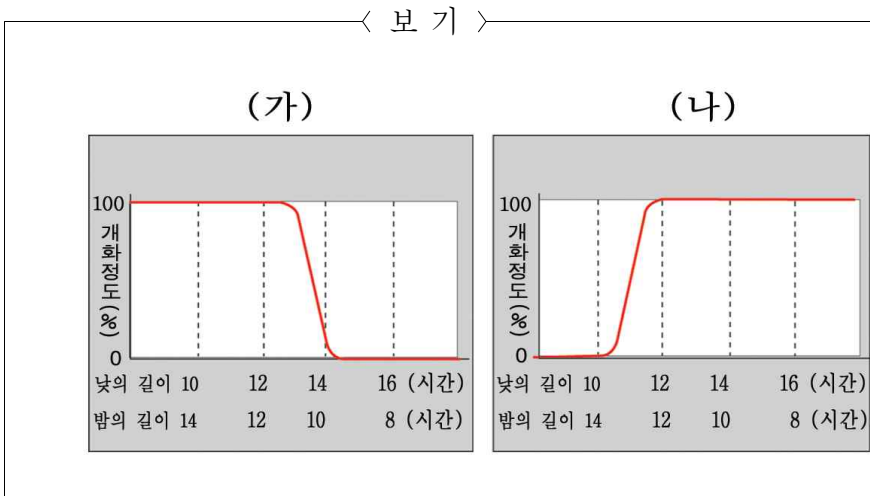 〈 보 기 〉
(가)
100
개화정도(%)
0
낮의 길이 10 12 14 16 (시간)
밤의 길이 14 12 10 8 (시간)
(나)
100
개화정도(%)
0
낮의 길이 10 12 14 16 (시간)
밤의 길이 14 12 10 8 (시간)